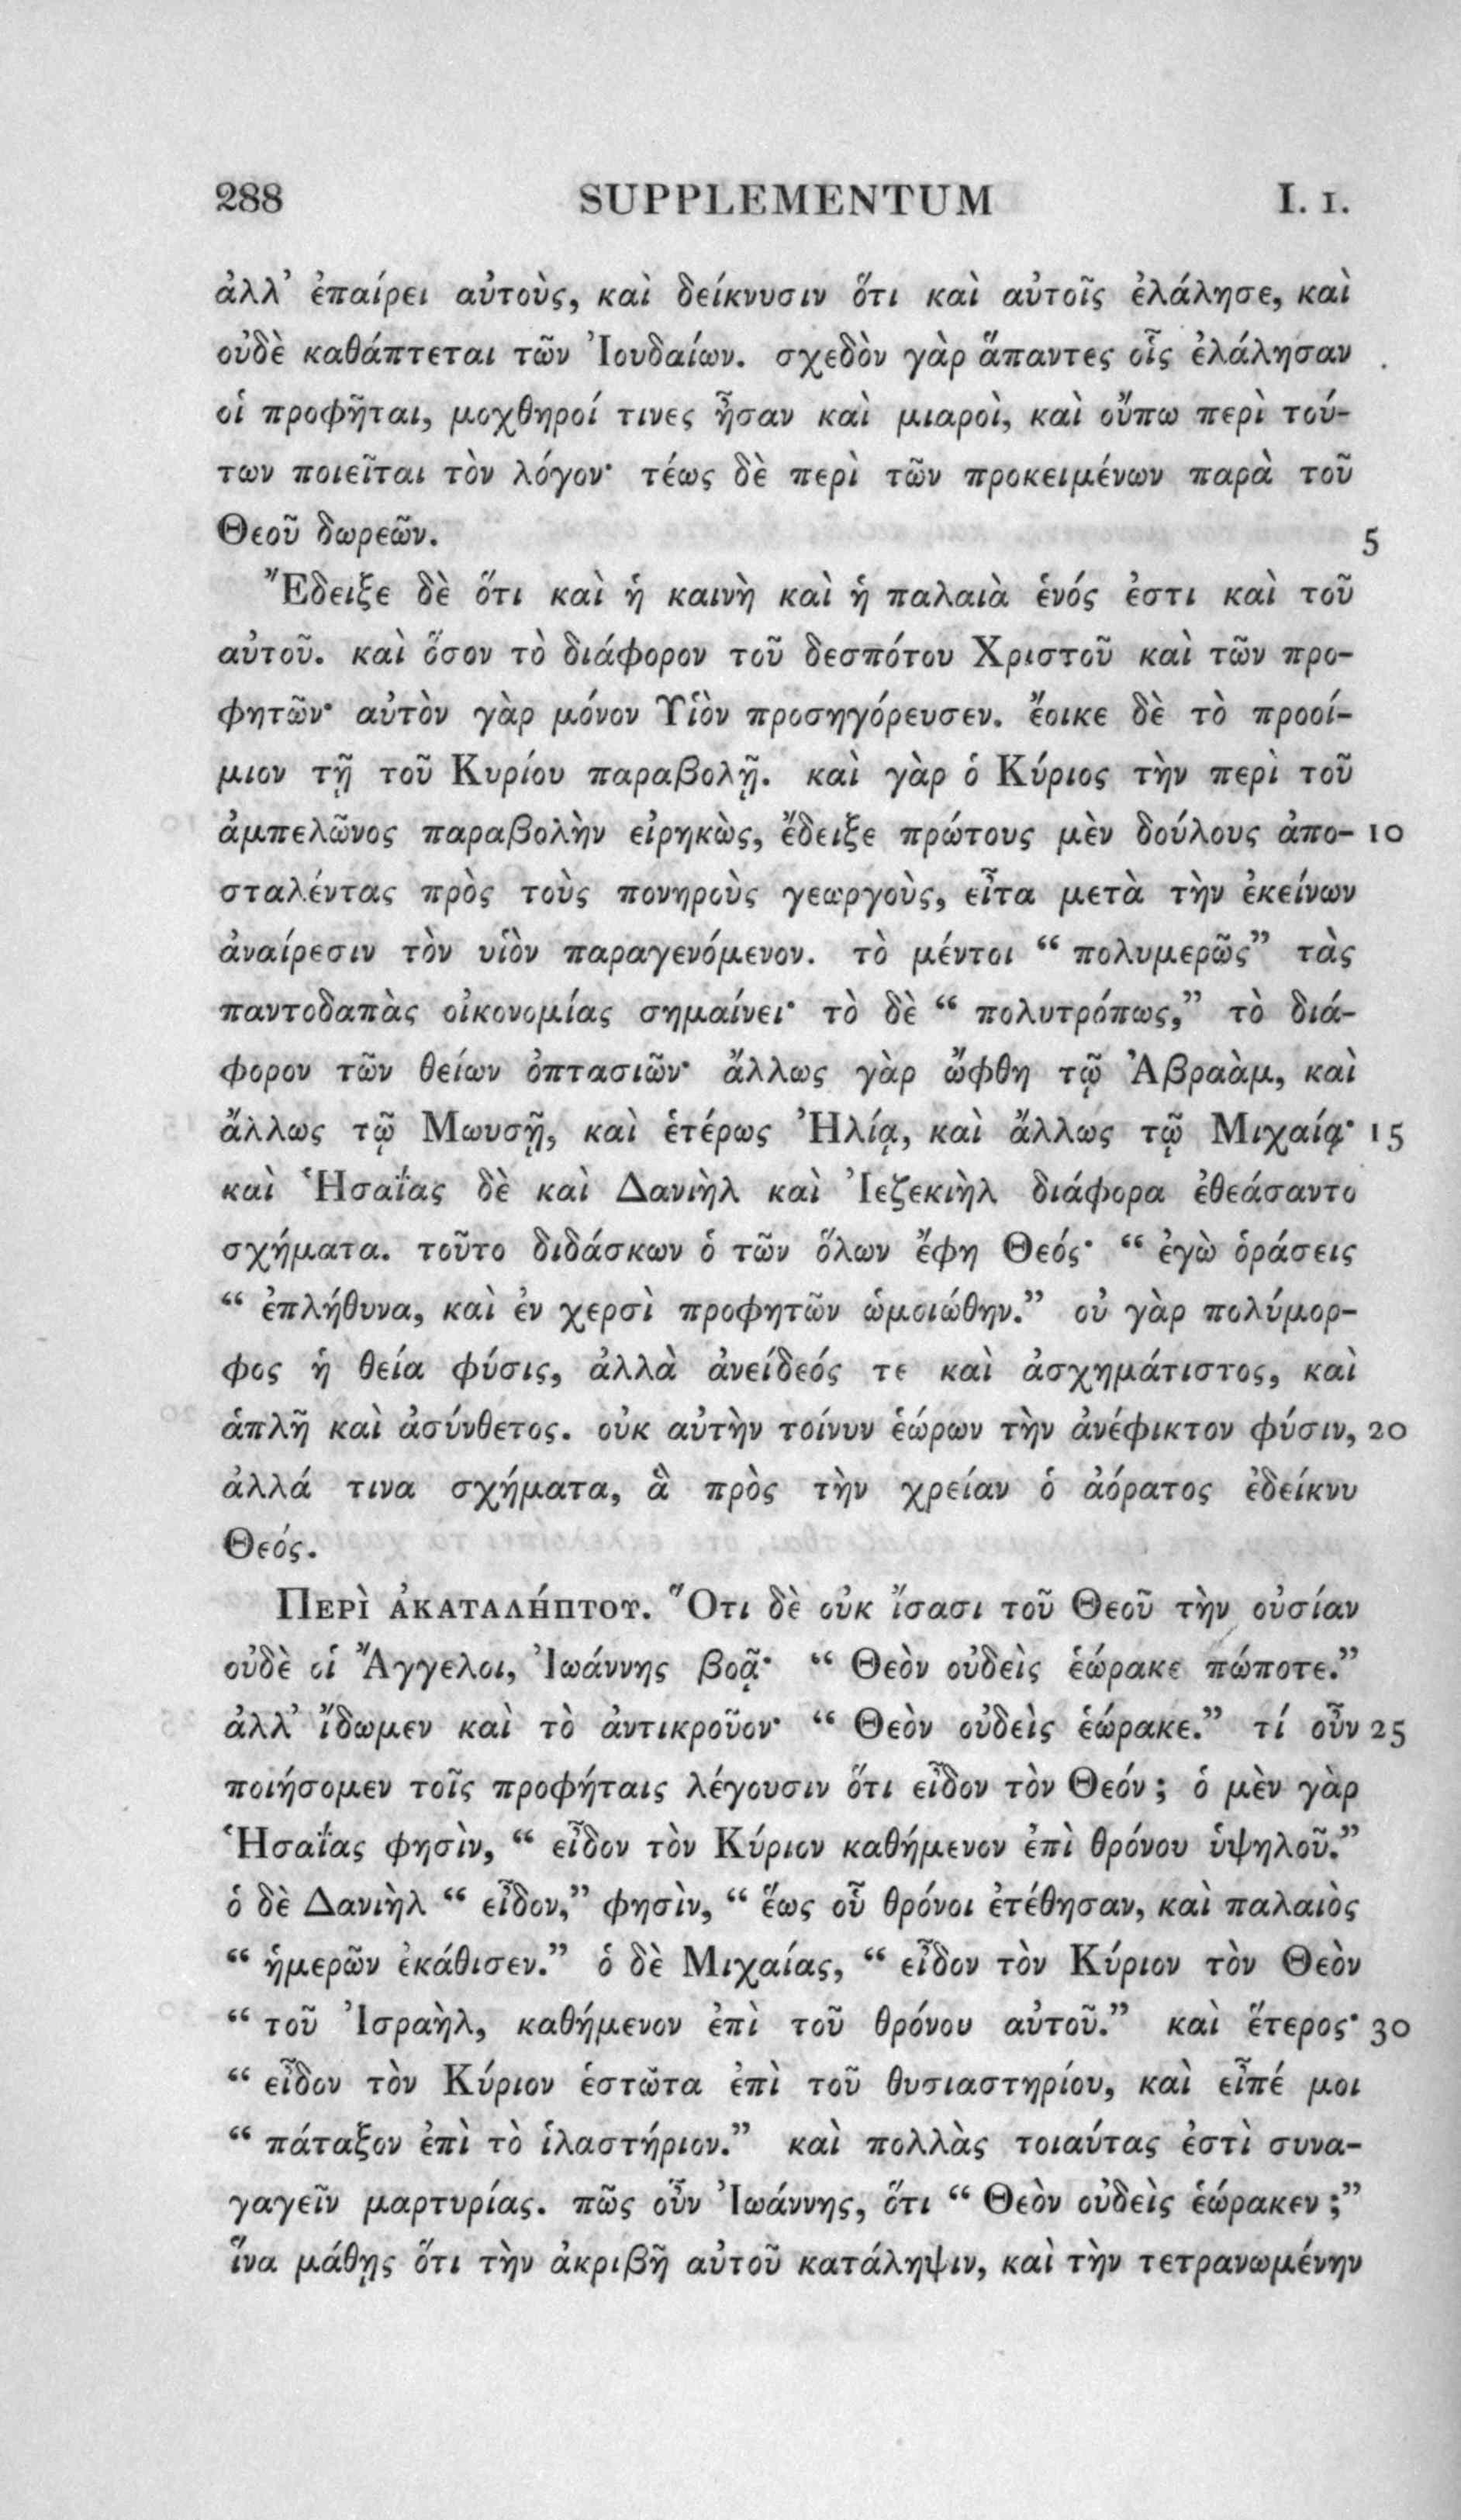 288 SUPPLEMENTUM I. 1.
ἀλλ’ ἐπαίρει αὐτοὺς, καὶ δείκνυσιν ὅτι καὶ αὐτοῖς ἐλάλησε, καὶ
οὐδὲ καθάπτεται τῶν Ἰουδαίων. σχεδὸν γὰρ ἅπαντες οἷς ἐλάλησαν
οἱ προφῆται, μοχθηροί τινες ἦσαν καὶ μιαροὶ, καὶ οὔπω περὶ τού-
των ποιεῖται τὸν λόγον· τέως δὲ περὶ τῶν προκειμένων παρὰ τοῦ
Θεοῦ δωρεῶν. 5
Ἔδειξε δὲ ὅτι καὶ ἡ καινὴ καὶ ἡ παλαιὰ ἑνός ἐστι καὶ τοῦ
αὐτοῦ. καὶ ὅσον τὸ διάφορον τοῦ δεσπότου Χριστοῦ καὶ τῶν προ-
φητῶν· αὐτὸν γὰρ μόνον Υἱὸν προσηγόρευσεν. ἔοικε δὲ τὸ προοί-
μιον τῇ τοῦ Κυρίου παραβολῇ. καὶ γὰρ ὁ Κύριος τὴν περὶ τοῦ
ἀμπελῶνος παραβολὴν εἰρηκὼς, ἔδειξε πρώτους μὲν δούλους ἀπο- 10
σταλέντας πρὸς τοὺς πονηροὺς γεωργοὺς, εἶτα μετὰ τὴν ἐκείνων
ἀναίρεσιν τὸν υἱὸν παραγενόμενον. τὸ μέντοι “ πολυμερῶς” τὰς
παντοδαπὰς οἰκονομίας σημαίνει· τὸ δὲ “ πολυτρόπως,” τὸ διά-
φορον τῶν θείων ὀπτασιῶν· ἄλλως γὰρ ὤφθη τῷ Ἀβραὰμ, καὶ
ἄλλως τῷ Μωυσῇ, καὶ ἑτέρως Ἠλίᾳ, καὶ ἄλλως τῷ Μιχαίᾳ· 15
καὶ Ἡσαΐας δὲ καὶ Δανιὴλ καὶ Ἰεζεκιὴλ διάφορα ἐθεάσαντο
σχήματα. τοῦτο διδάσκων ὁ τῶν ὅλων ἔφη Θεός· “ ἐγὼ ὁράσεις
“ ἐπλήθυνα, καὶ ἐν χερσὶ προφητῶν ὡμοιώθην.” οὐ γὰρ πολύμορ-
φος ἡ θεία φύσις, ἀλλὰ ἀνείδεός τε καὶ ἀσχημάτιστος, καὶ
ἁπλῆ καὶ ἀσύνθετος. οὐκ αὐτὴν τοίνυν ἑώρων τὴν ἀνέφικτον φύσιν, 20
ἀλλά τινα σχήματα, ἃ πρὸς τὴν χρείαν ὁ ἀόρατος ἐδείκνυ
Θεός.
Περὶ ἀκαταλήπτου. Ὅτι δὲ οὐκ ἴσασι τοῦ Θεοῦ τὴν οὐσίαν
οὐδὲ οἱ Ἄγγελοι, Ἰωάννης βοᾷ· “ Θεὸν οὐδεὶς ἑώρακε πώποτε.”
ἀλλ’ ἴδωμεν καὶ τὸ ἀντικροῦον· “ Θεὸν οὐδεὶς ἑώρακε.” τί οὖν 25
ποιήσομεν τοῖς προφήταις λέγουσιν ὅτι εἶδον τὸν Θεόν ; ὁ μὲν γὰρ
Ἡσαΐας φησὶν, “ εἶδον τὸν Κύριον καθήμενον ἐπὶ θρόνου ὑψηλοῦ.”
ὁ δὲ Δανιὴλ “ εἶδον,” φησὶν, “ ἕως οὗ θρόνοι ἐτέθησαν, καὶ παλαιὸς
“ ἡμερῶν ἐκάθισεν.” ὁ δὲ Μιχαίας, “ εἶδον τὸν Κύριον τὸν Θεὸν
“ τοῦ Ἰσραὴλ, καθήμενον ἐπὶ τοῦ θρόνου αὐτοῦ.” καὶ ἕτερος· 30
“ εἶδον τὸν Κύριον ἑστῶτα ἐπὶ τοῦ θυσιαστηρίου, καὶ εἶπέ μοι
“ πάταξον ἐπὶ τὸ ἱλαστήριον.” καὶ πολλὰς τοιαύτας ἐστὶ συνα-
γαγεῖν μαρτυρίας. πῶς οὖν Ἰωάννης, ὅτι “ Θεὸν οὐδεὶς ἑώρακεν ;”
ἵνα μάθῃς ὅτι τὴν ἀκριβῆ αὐτοῦ κατάληψιν, καὶ τὴν τετρανωμένην